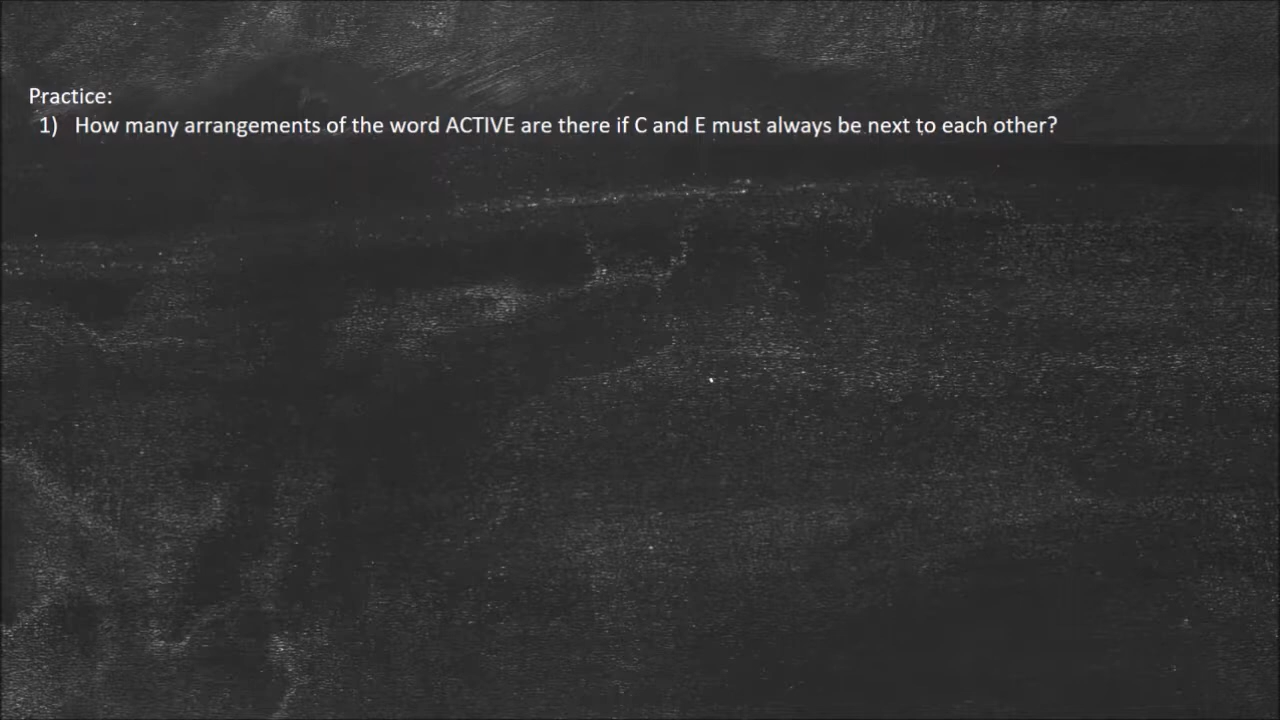 Practice:
1) How many arrangements of the word ACTIVE are there if C and E must always be next to each other?